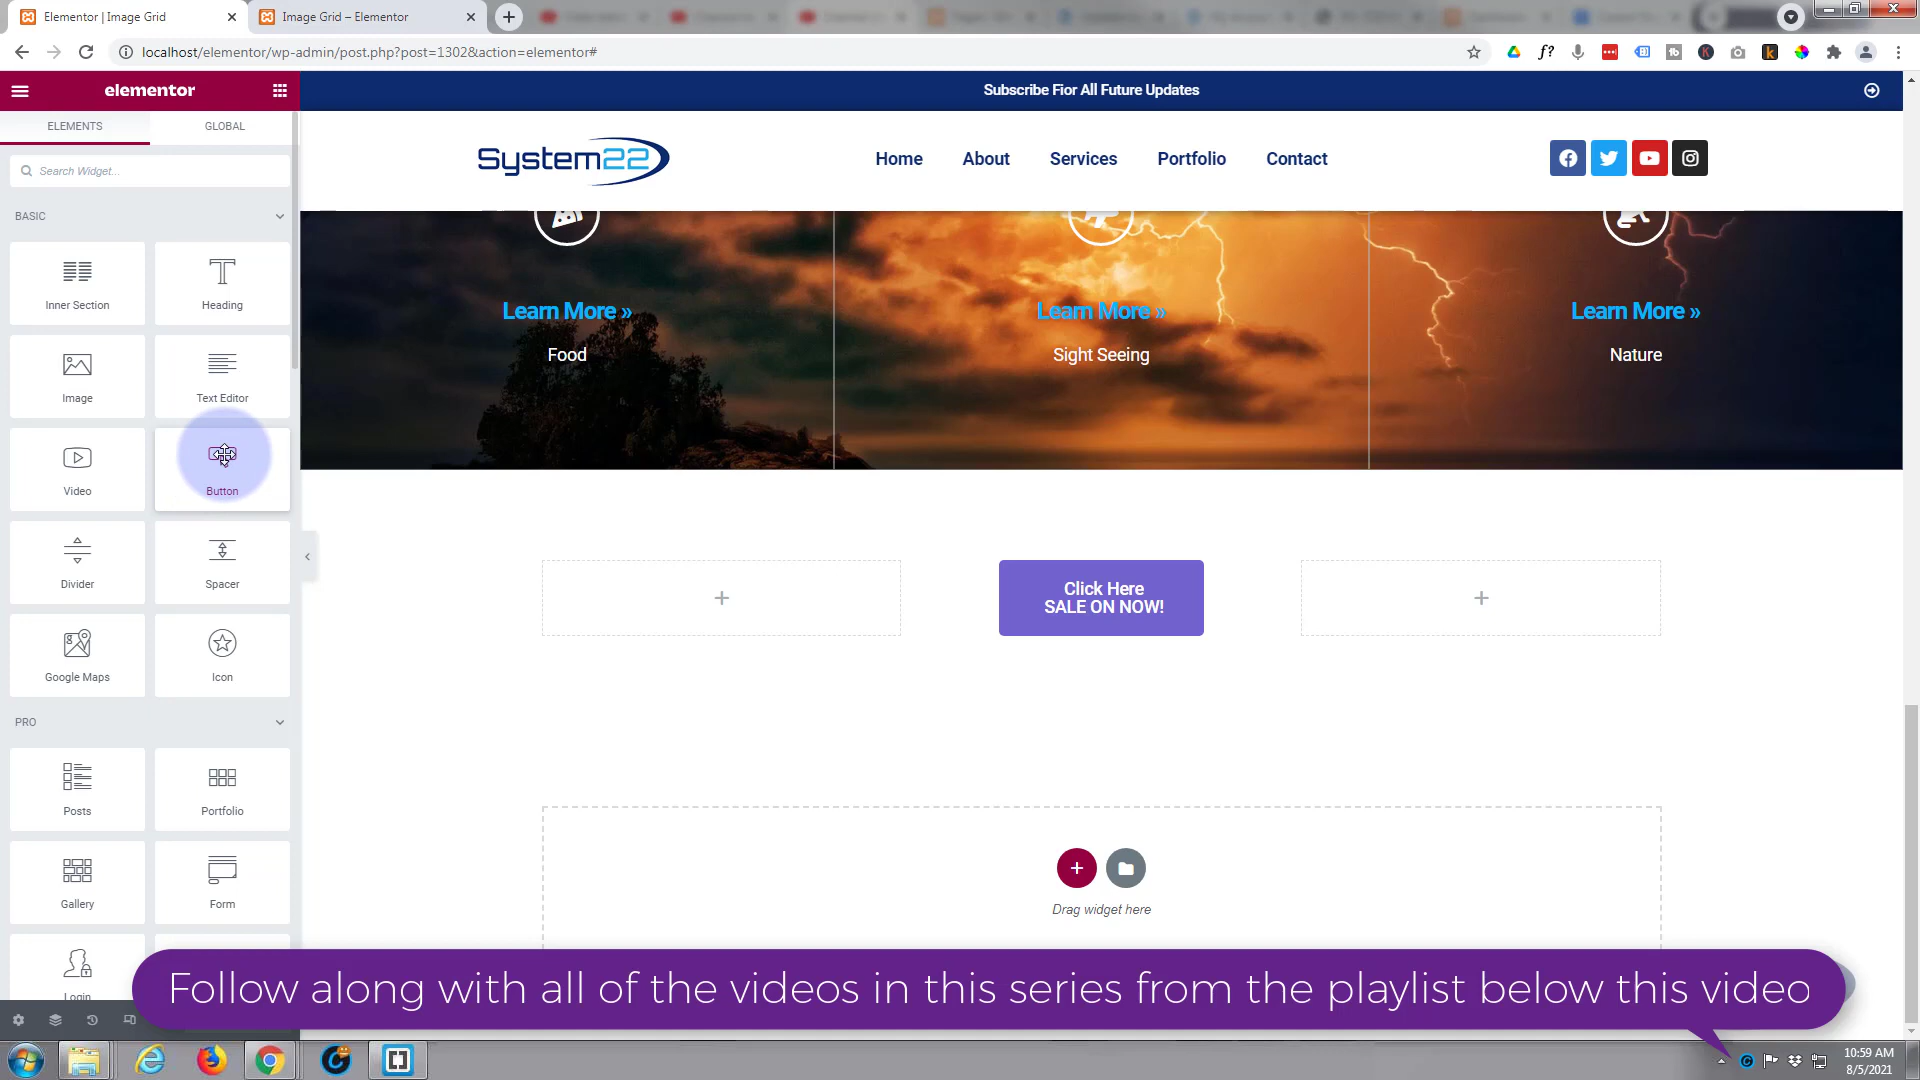 Elementor | Image Grid
Image Grid – Elementor
localhost/elementor/wp-admin/post.php?post=1302&action=elementor#
elementor
Subscribe Fior All Future Updates
ELEMENTS
GLOBAL
Search Widget...
System22
Home
About
Services
Portfolio
Contact
BASIC
Inner Section
Heading
Learn More »
Learn More »
Learn More »
Food
Sight Seeing
Nature
Image
Text Editor
Video
Button
Divider
Spacer
Click Here
SALE ON NOW!
Google Maps
Icon
PRO
Posts
Portfolio
Gallery
Form
Drag widget here
Login
Follow along with all of the videos in this series from the playlist below this video
10:59 AM
8/5/2021